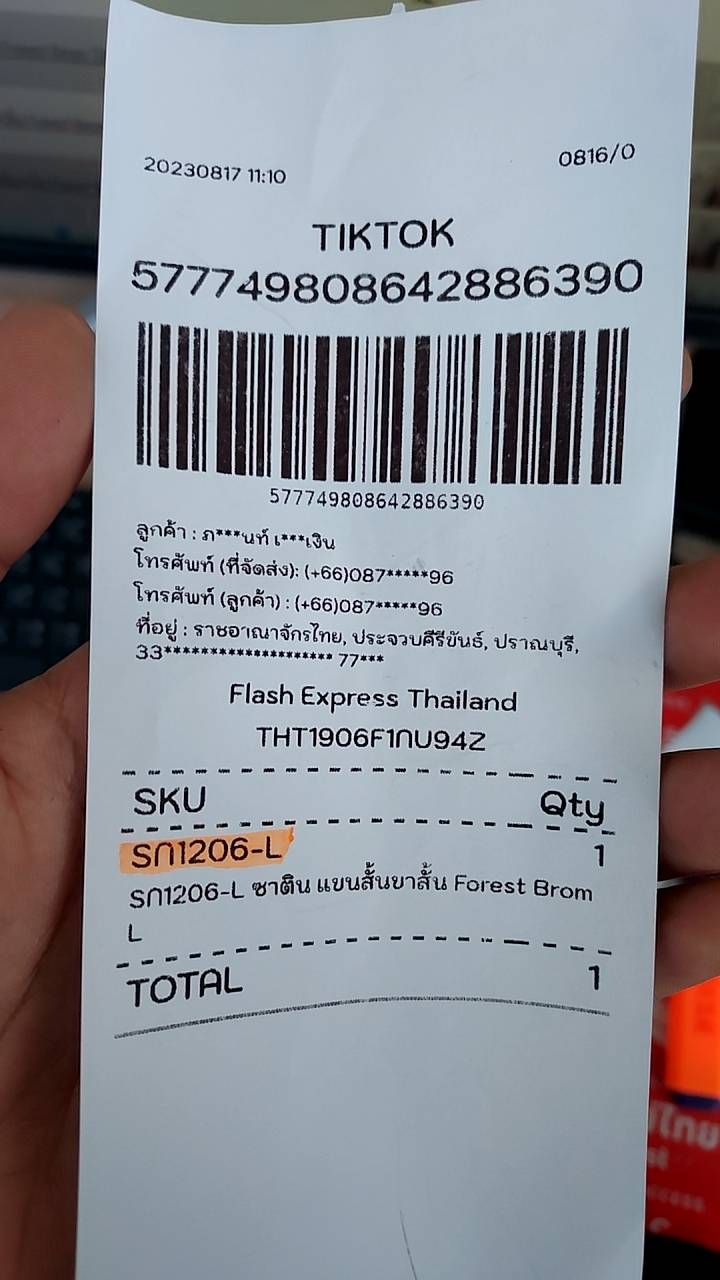 20230817 11:10
0816/0
TIKTOK
577749808642886390
577749808642886390
ลูกค้า : ภ***นท์ เ***เงิน
โทรศัพท์ (ที่จัดส่ง): (+66)087*****96
โทรศัพท์ (ลูกค้า) : (+66)087*****96
ที่อยู่ : ราชอาณาจักรไทย, ประจวบคีรีขันธ์, ปราณบุรี,
33******************** 77***
Flash Express Thailand
THT1906F1NU94Z
SKU Qty
SN1206-L 1
SN1206-L ซาติน แขนสั้นขาสั้น Forest Brom
L
TOTAL 1